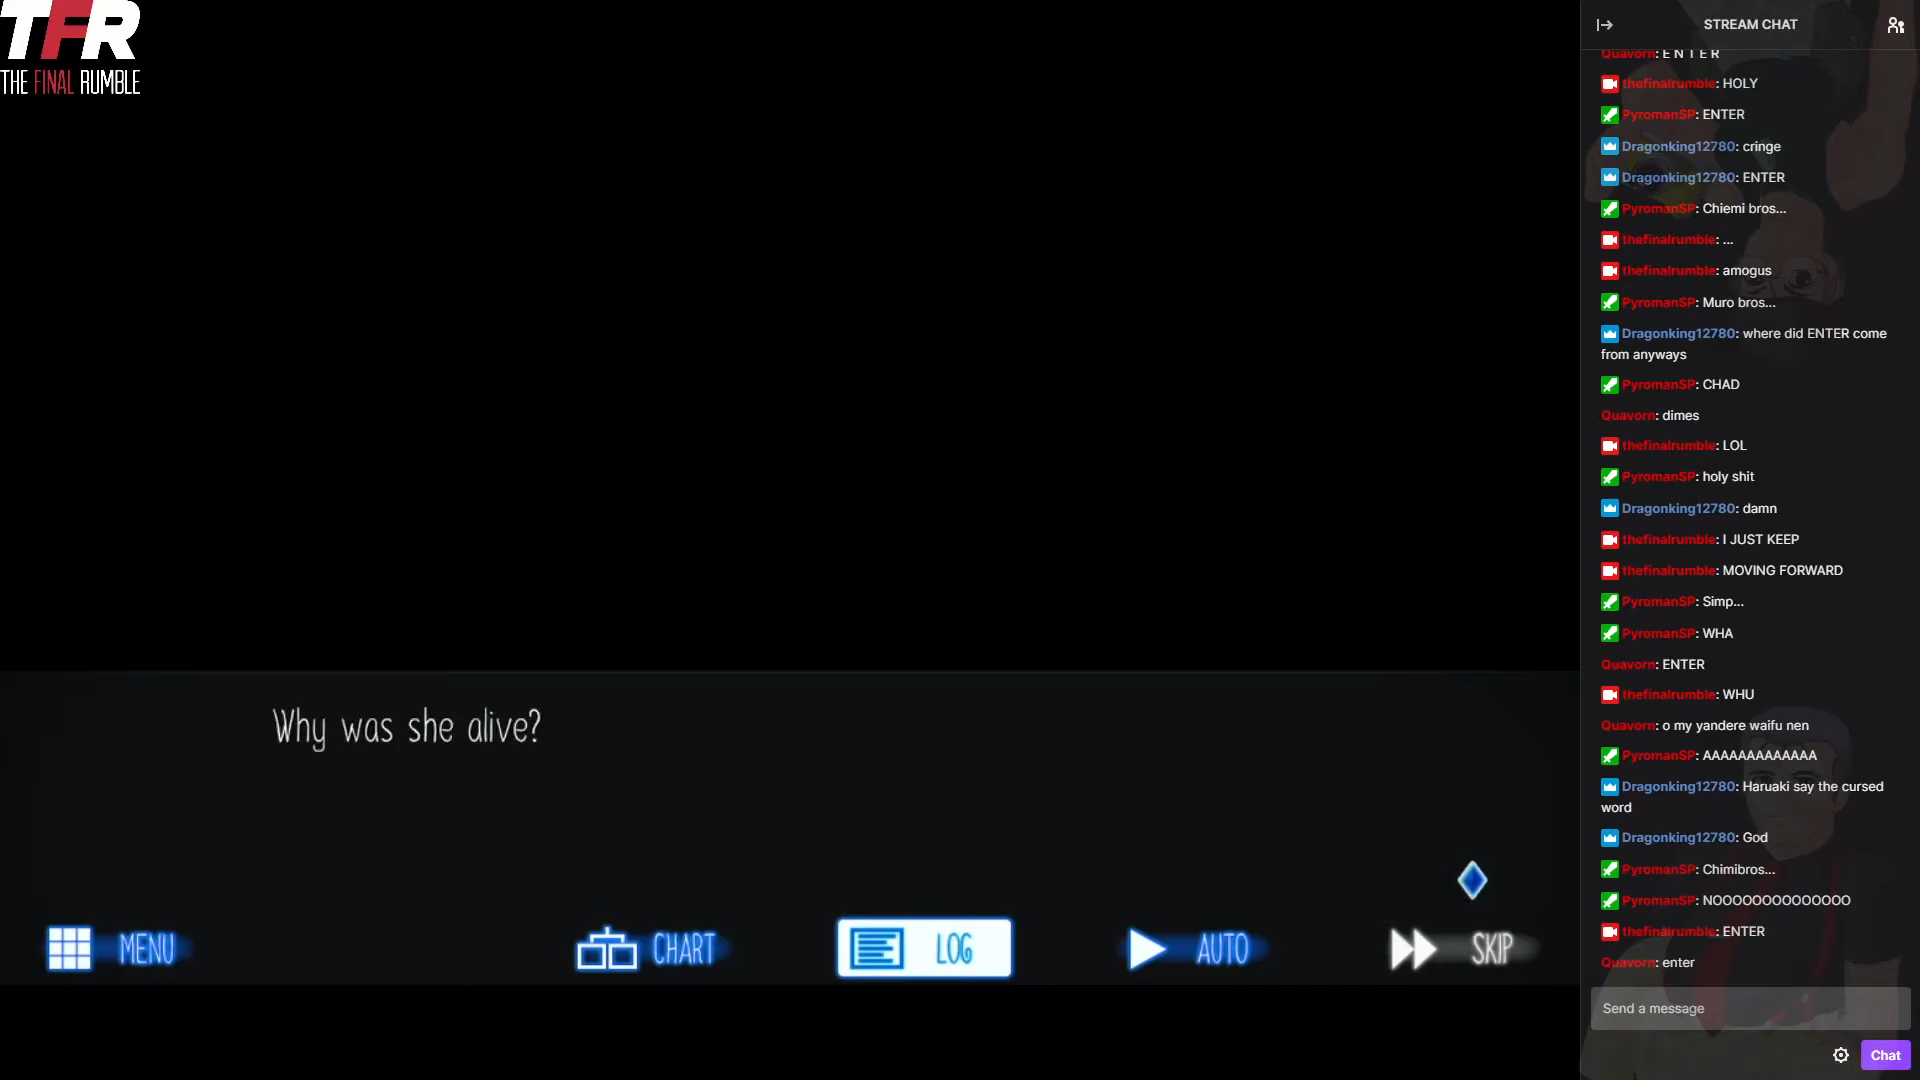 TFR
THE FINAL RUMBLE
Why was she alive?
MENU
CHART
LOG
AUTO
SKIP
STREAM CHAT
Quavorn: E N T E R
thefinalrumble: HOLY
PyromanSP: ENTER
Dragonking12780: cringe
Dragonking12780: ENTER
PyromanSP: Chiemi bros...
thefinalrumble: ...
thefinalrumble: amogus
PyromanSP: Muro bros...
Dragonking12780: where did ENTER come
from anyways
PyromanSP: CHAD
Quavorn: dimes
thefinalrumble: LOL
PyromanSP: holy shit
Dragonking12780: damn
thefinalrumble: I JUST KEEP
thefinalrumble: MOVING FORWARD
PyromanSP: Simp...
PyromanSP: WHA
Quavorn: ENTER
thefinalrumble: WHU
Quavorn: o my yandere waifu nen
PyromanSP: AAAAAAAAAAAAA
Dragonking12780: Haruaki say the cursed
word
Dragonking12780: God
PyromanSP: Chimibros...
PyromanSP: NOOOOOOOOOOOOOO
thefinalrumble: ENTER
Quavorn: enter
Send a message
Chat